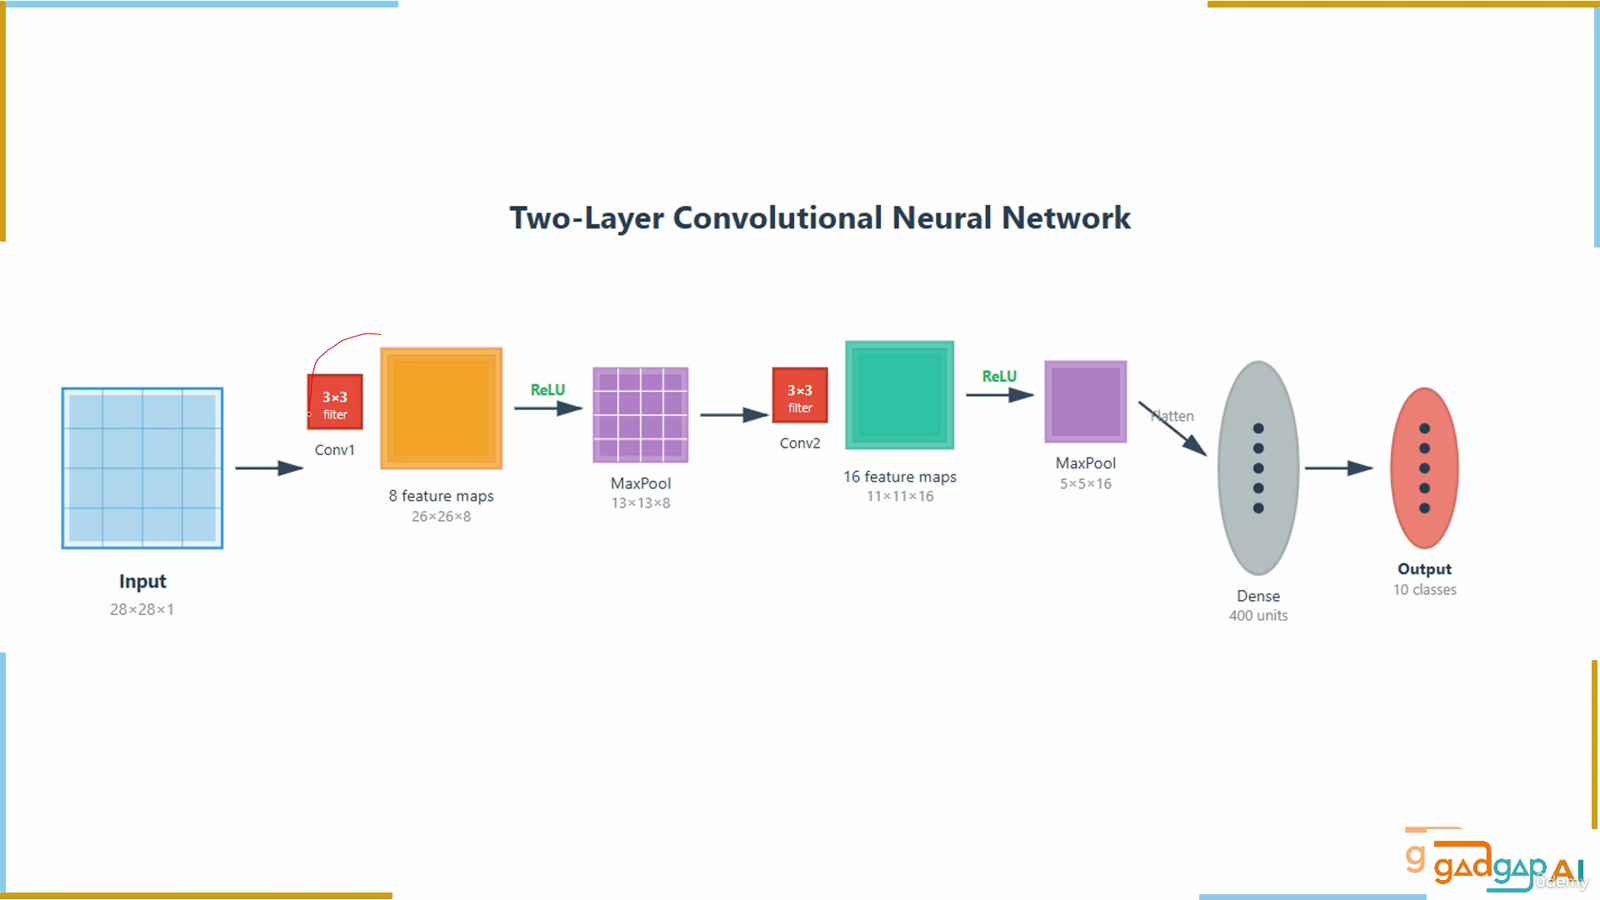 Two-Layer Convolutional Neural Network
Input
28×28×1
3×3
filter
Conv1
8 feature maps
26×26×8
ReLU
MaxPool
13×13×8
3×3
filter
Conv2
16 feature maps
11×11×16
ReLU
MaxPool
5×5×16
Flatten
Dense
400 units
Output
10 classes
g
gadgap AI
Udemy